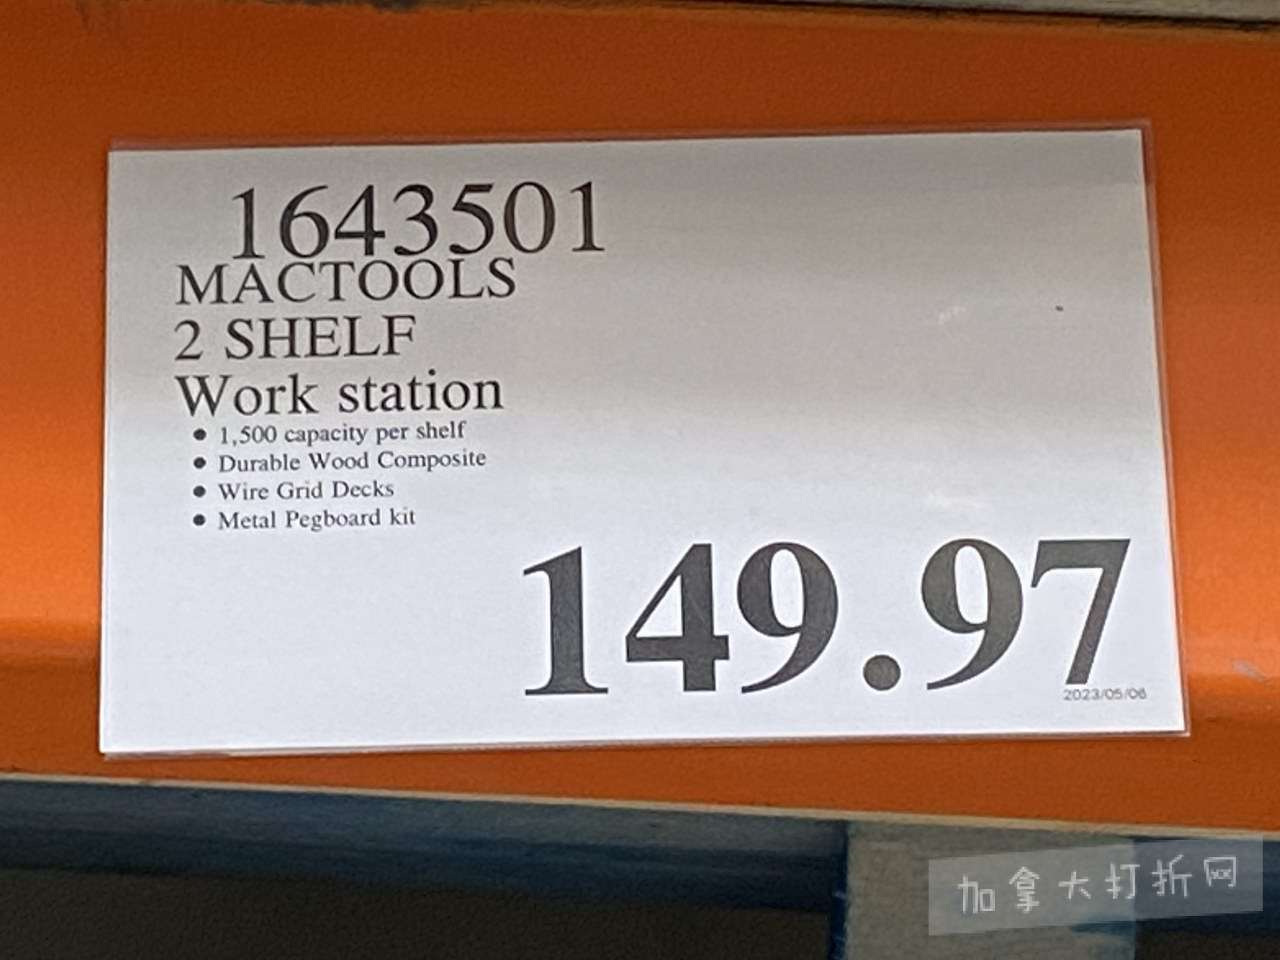 1643501
MACTOOLS
2 SHELF
Work station
● 1,500 capacity per shelf
● Durable Wood Composite
● Wire Grid Decks
● Metal Pegboard kit
149.97
2023/05/06
加拿大打折网